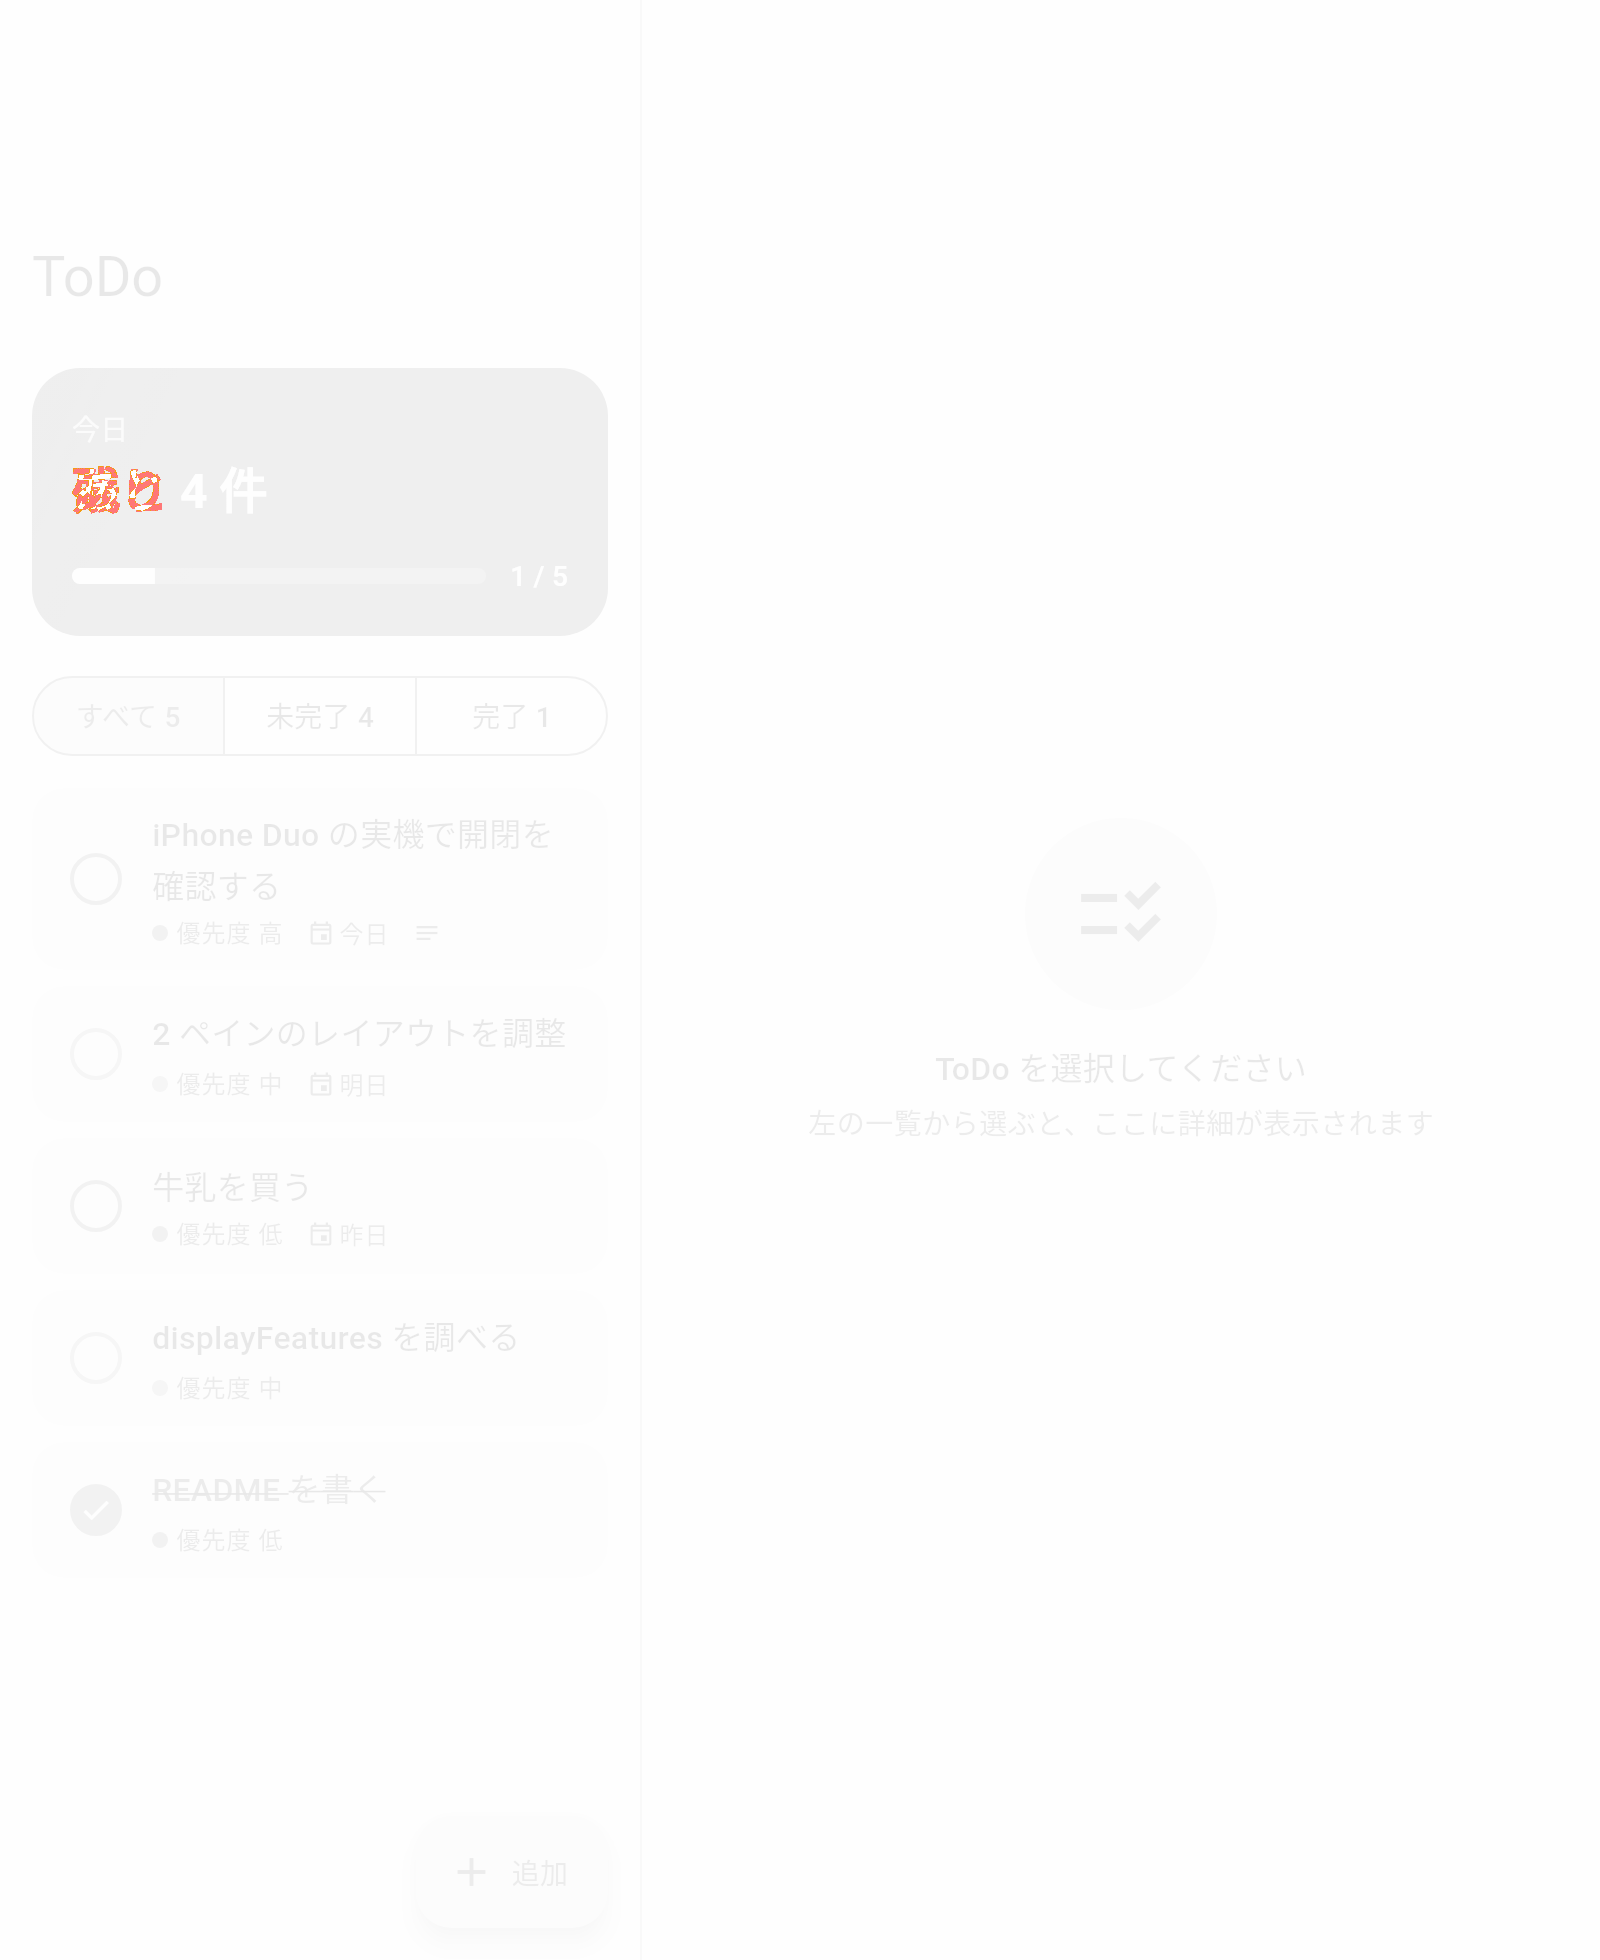 ToDo
今日
残り 4 件
1 / 5
すべて 5
未完了 4
完了 1
iPhone Duo の実機で開閉を
確認する
優先度 高 今日
2 ペインのレイアウトを調整
優先度 中 明日
牛乳を買う
優先度 低 昨日
displayFeatures を調べる
優先度 中
README を書く
優先度 低
追加
ToDo を選択してください
左の一覧から選ぶと、ここに詳細が表示されます